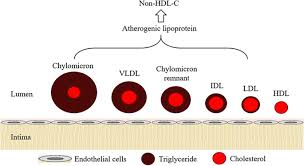 Non-HDL-C
Atherogenic lipoprotein
Chylomicron
VLDL
Chylomicron
remnant
IDL
LDL
HDL
Lumen
Intima
Endothelial cells
Triglyceride
Cholesterol